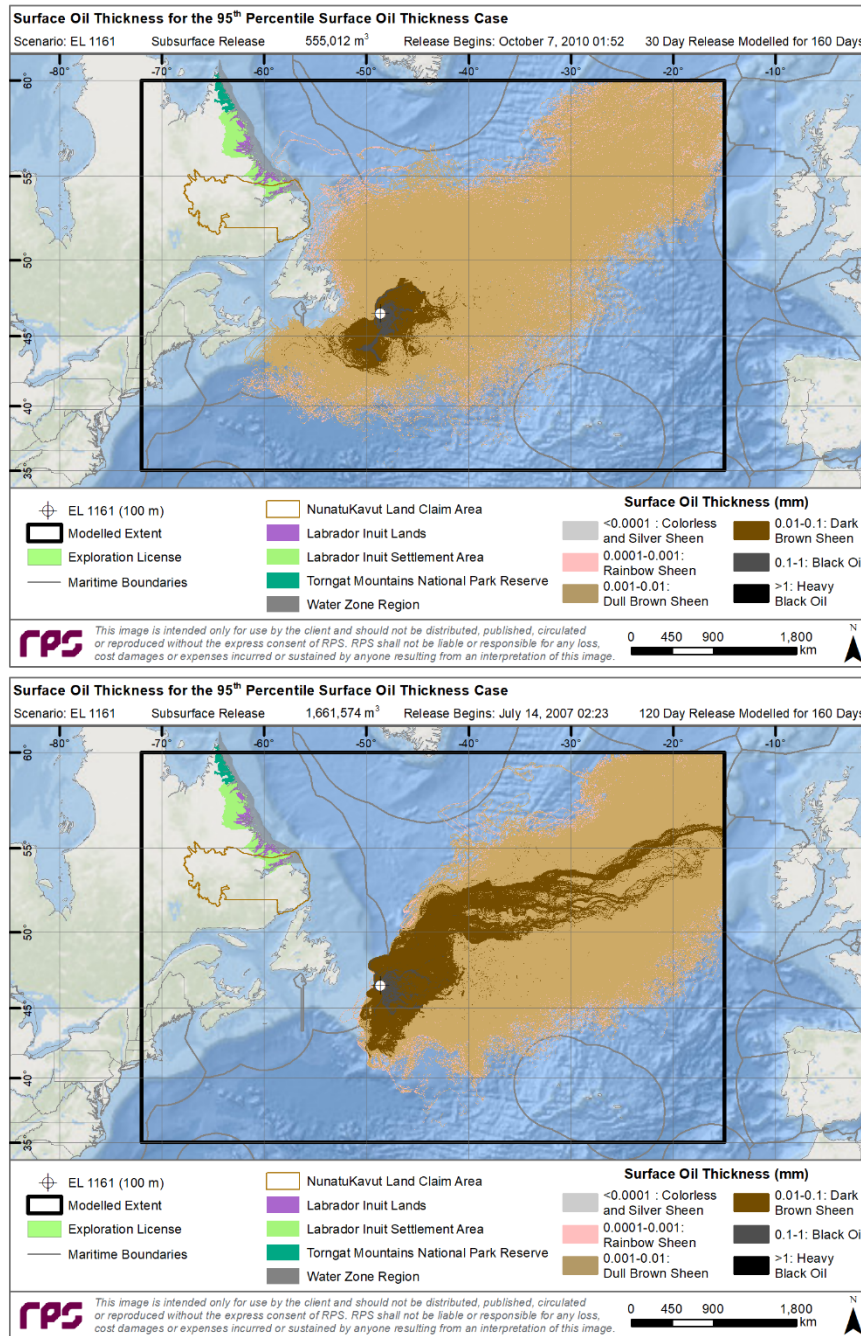 Surface Oil Thickness for the 95th Percentile Surface Oil Thickness Case
Scenario: EL 1161 Subsurface Release 555,012 m³ Release Begins: October 7, 2010 01:52 30 Day Release Modelled for 160 Days
-80° -70° -60° -50° -40° -30° -20° -10°
60°
55°
50°
45°
40°
35°
EL 1161 (100 m)
Modelled Extent
Exploration License
Maritime Boundaries
NunatuKavut Land Claim Area
Labrador Inuit Lands
Labrador Inuit Settlement Area
Torngat Mountains National Park Reserve
Water Zone Region
Surface Oil Thickness (mm)
<0.0001 : Colorless
and Silver Sheen
0.0001-0.001:
Rainbow Sheen
0.001-0.01:
Dull Brown Sheen
0.01-0.1: Dark
Brown Sheen
0.1-1: Black Oil
>1: Heavy
Black Oil
rps
This image is intended only for use by the client and should not be distributed, published, circulated
or reproduced without the express consent of RPS. RPS shall not be liable or responsible for any loss,
cost damages or expenses incurred or sustained by anyone resulting from an interpretation of this image.
0 450 900 1,800
km
N
Surface Oil Thickness for the 95th Percentile Surface Oil Thickness Case
Scenario: EL 1161 Subsurface Release 1,661,574 m³ Release Begins: July 14, 2007 02:23 120 Day Release Modelled for 160 Days
-80° -70° -60° -50° -40° -30° -20° -10°
60°
55°
50°
45°
40°
35°
EL 1161 (100 m)
Modelled Extent
Exploration License
Maritime Boundaries
NunatuKavut Land Claim Area
Labrador Inuit Lands
Labrador Inuit Settlement Area
Torngat Mountains National Park Reserve
Water Zone Region
Surface Oil Thickness (mm)
<0.0001 : Colorless
and Silver Sheen
0.0001-0.001:
Rainbow Sheen
0.001-0.01:
Dull Brown Sheen
0.01-0.1: Dark
Brown Sheen
0.1-1: Black Oil
>1: Heavy
Black Oil
rps
This image is intended only for use by the client and should not be distributed, published, circulated
or reproduced without the express consent of RPS. RPS shall not be liable or responsible for any loss,
cost damages or expenses incurred or sustained by anyone resulting from an interpretation of this image.
0 450 900 1,800
km
N